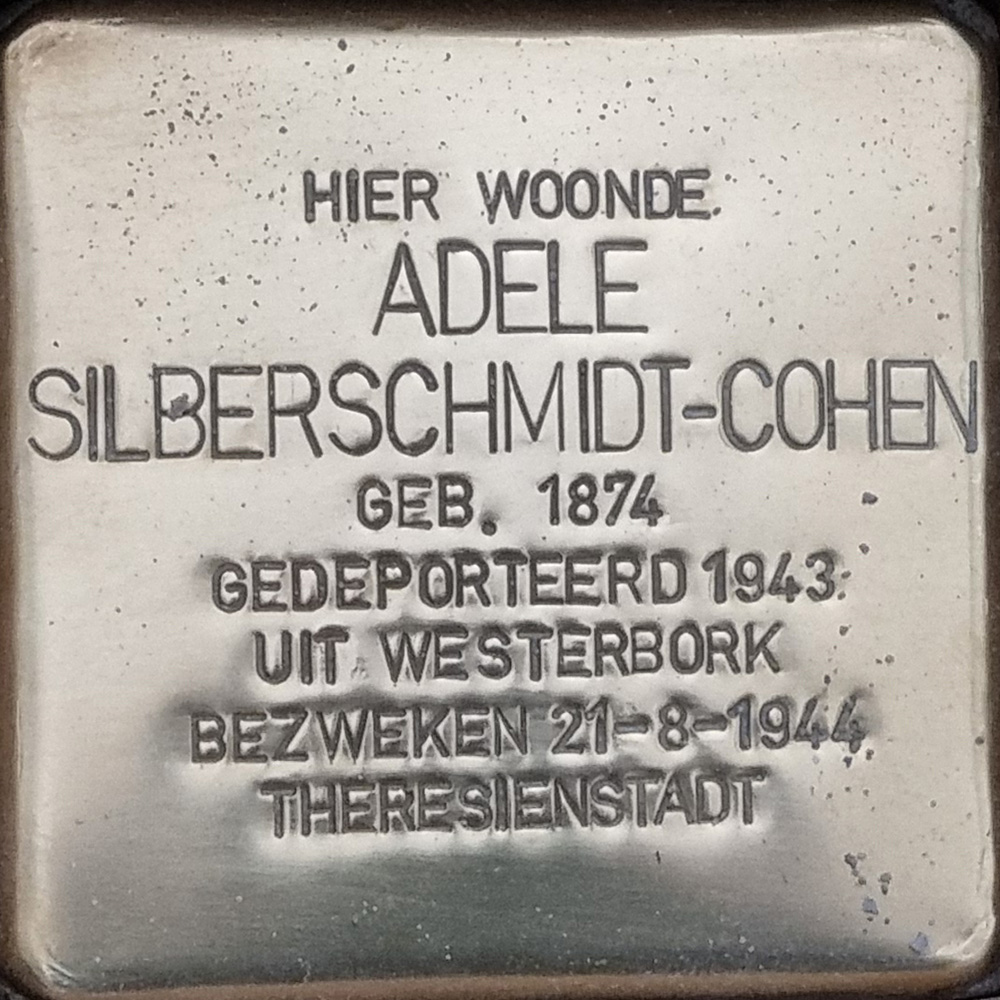 HIER WOONDE
ADELE
SILBERSCHMIDT-COHEN
GEB. 1874
GEDEPORTEERD 1943
UIT WESTERBORK
BEZWEKEN 21-8-1944
THERESIENSTADT